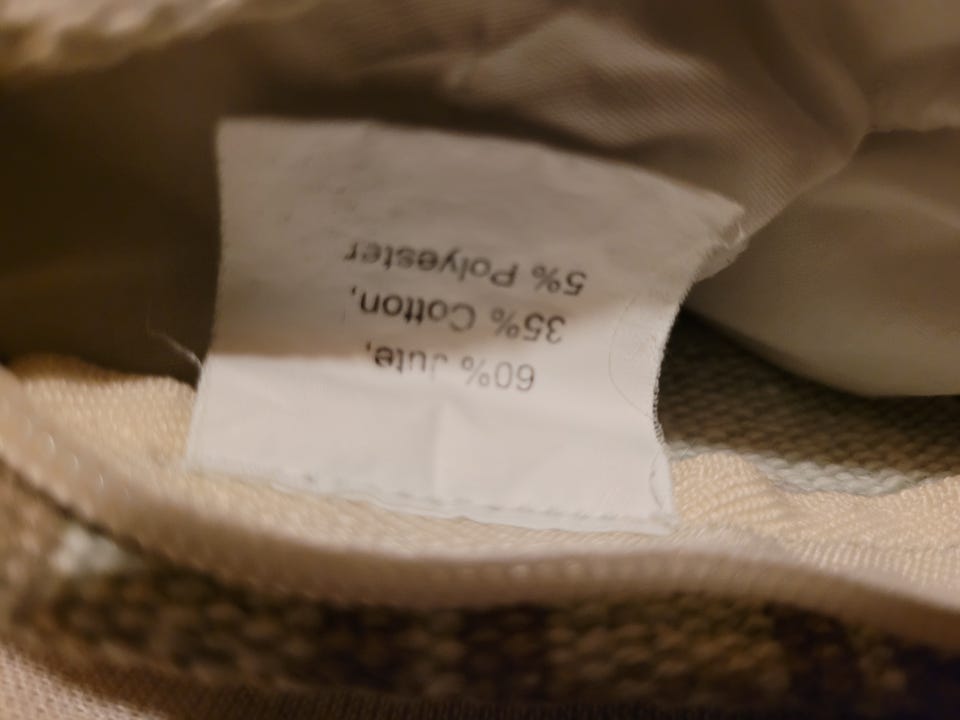 60% Jute,
35% Cotton,
5% Polyester